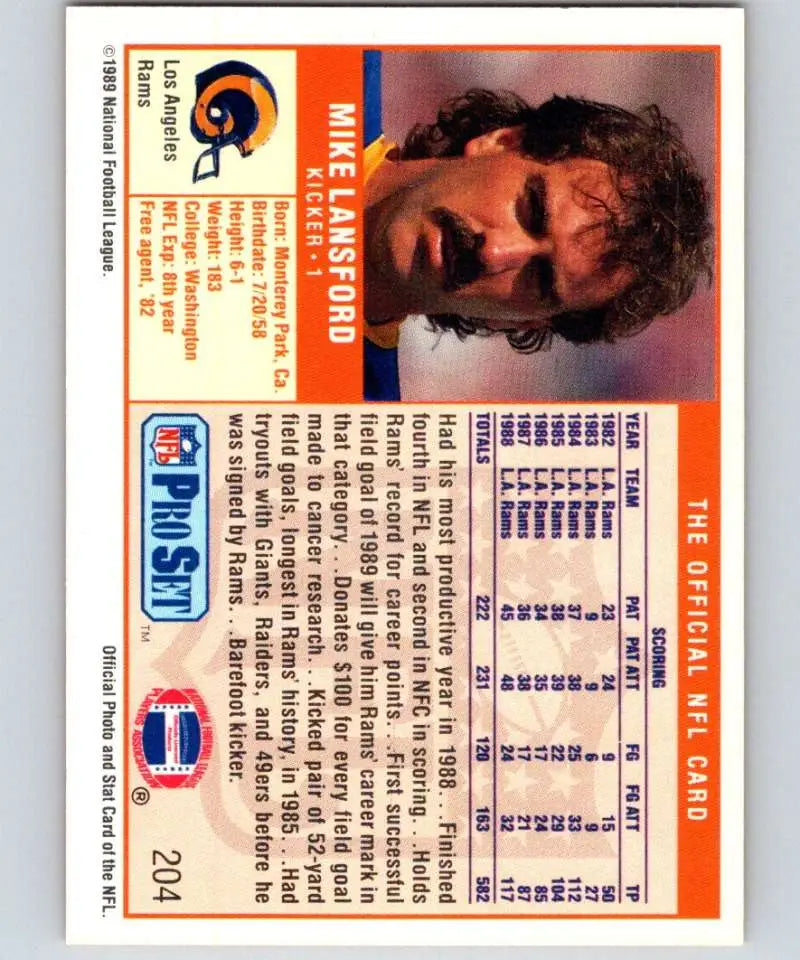 THE OFFICIAL NFL CARD
MIKE LANSFORD
KICKER • 1
Los Angeles
Rams
Born: Monterey Park, Ca.
Birthdate: 7/20/58
Height: 6-1
Weight: 183
College: Washington
NFL Exp: 8th year
Free agent, '82
SCORING
YEAR TEAM PAT PAT ATT FG FG ATT TP
1982 L.A. Rams 23 24 9 15 50
1983 L.A. Rams 9 9 6 9 27
1984 L.A. Rams 37 38 25 33 112
1985 L.A. Rams 38 39 22 29 104
1986 L.A. Rams 34 35 17 24 85
1987 L.A. Rams 36 38 17 21 87
1988 L.A. Rams 45 48 24 32 117
TOTALS 222 231 120 163 582
Had his most productive year in 1988. . .Finished
fourth in NFL and second in NFC in scoring. . .Holds
Rams' record for career points. . .First successful
field goal of 1989 will give him Rams' career mark in
that category. . .Donates $100 for every field goal
made to cancer research. . .Kicked pair of 52-yard
field goals, longest in Rams' history, in 1985. . .Had
tryouts with Giants, Raiders, and 49ers before he
was signed by Rams. . .Barefoot kicker.
NFL PRO SET TM
NATIONAL FOOTBALL LEAGUE
PLAYERS ASSOCIATION
Officially Licensed
Product
®
204
©1989 National Football League.
Official Photo and Stat Card of the NFL.